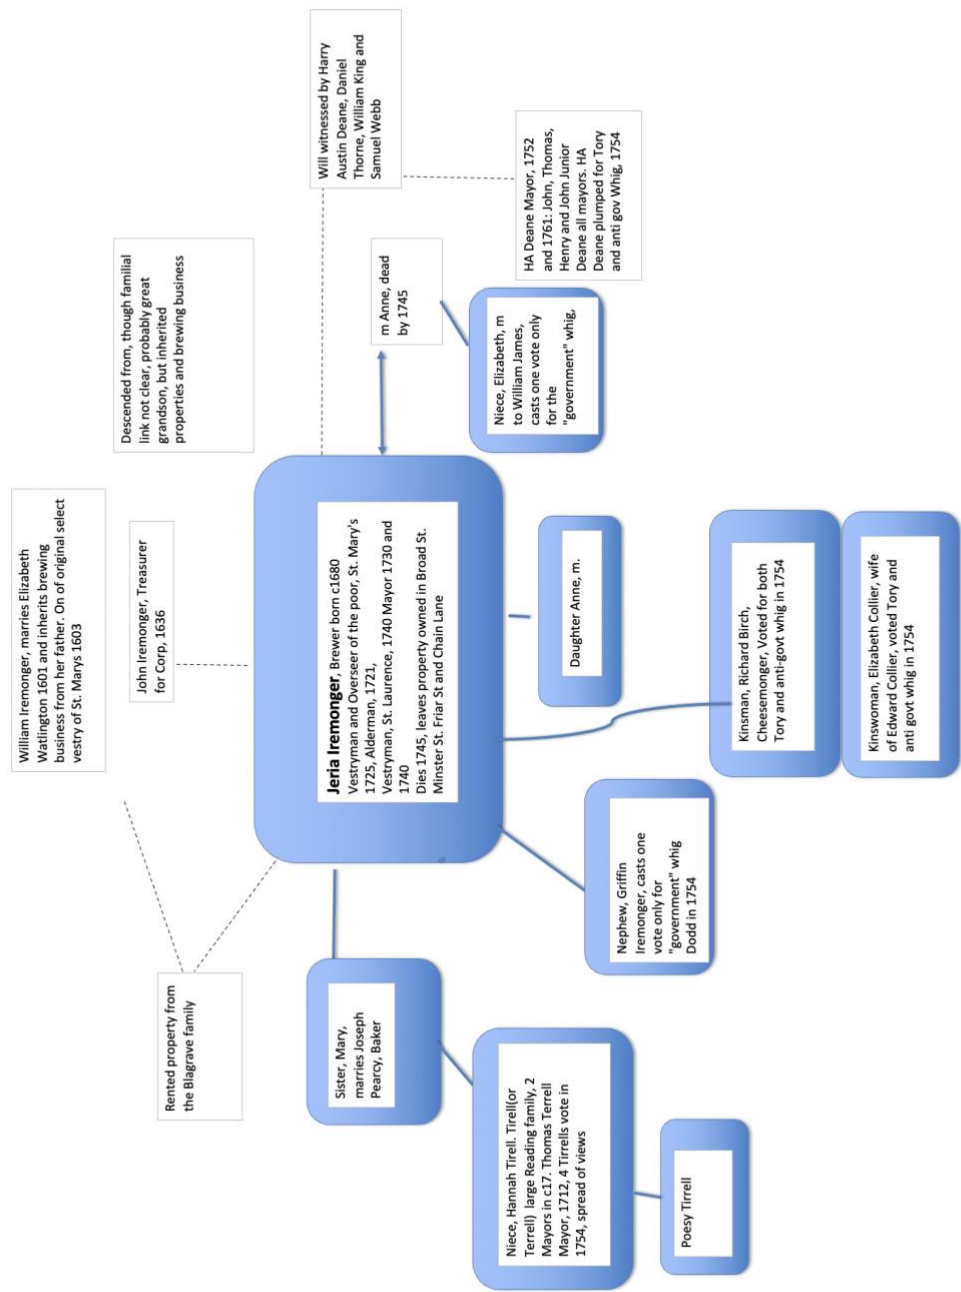 William Iremonger, marries Elizabeth
Watlington 1601 and inherits brewing
business from her father. On of original select
vestry of St. Marys 1603
Descended from, though familial
link not clear, probably great
grandson, but inherited
properties and brewing business
John Iremonger, Treasurer
for Corp, 1636
Rented property from
the Blagrave family
Will witnessed by Harry
Austin Deane, Daniel
Thorne, William King and
Samuel Webb
Jeria Iremonger, Brewer born c1680
Vestryman and Overseer of the poor, St. Mary's
1725, Alderman, 1721,
Vestryman, St. Laurence, 1740 Mayor 1730 and
1740
Dies 1745, leaves property owned in Broad St.
Minster St. Friar St and Chain Lane
m Anne, dead
by 1745
Sister, Mary,
marries Joseph
Pearcy, Baker
HA Deane Mayor, 1752
and 1761: John, Thomas,
Henry and John Junior
Deane all mayors. HA
Deane plumped for Tory
and anti gov Whig, 1754
Niece, Elizabeth, m
to William James,
casts one vote only
for the
"government" whig,
Daughter Anne, m.
Niece, Hannah Tirell. Tirell(or
Terrell) large Reading family, 2
Mayors in c17. Thomas Terrell
Mayor, 1712, 4 Tirrells vote in
1754, spread of views
Nephew, Griffin
Iremonger, casts one
vote only for
"government" whig
Dodd in 1754
Kinsman, Richard Birch,
Cheesemonger, Voted for both
Tory and anti-govt whig in 1754
Poesy Tirrell
Kinswoman, Elizabeth Collier, wife
of Edward Collier, voted Tory and
anti govt whig in 1754